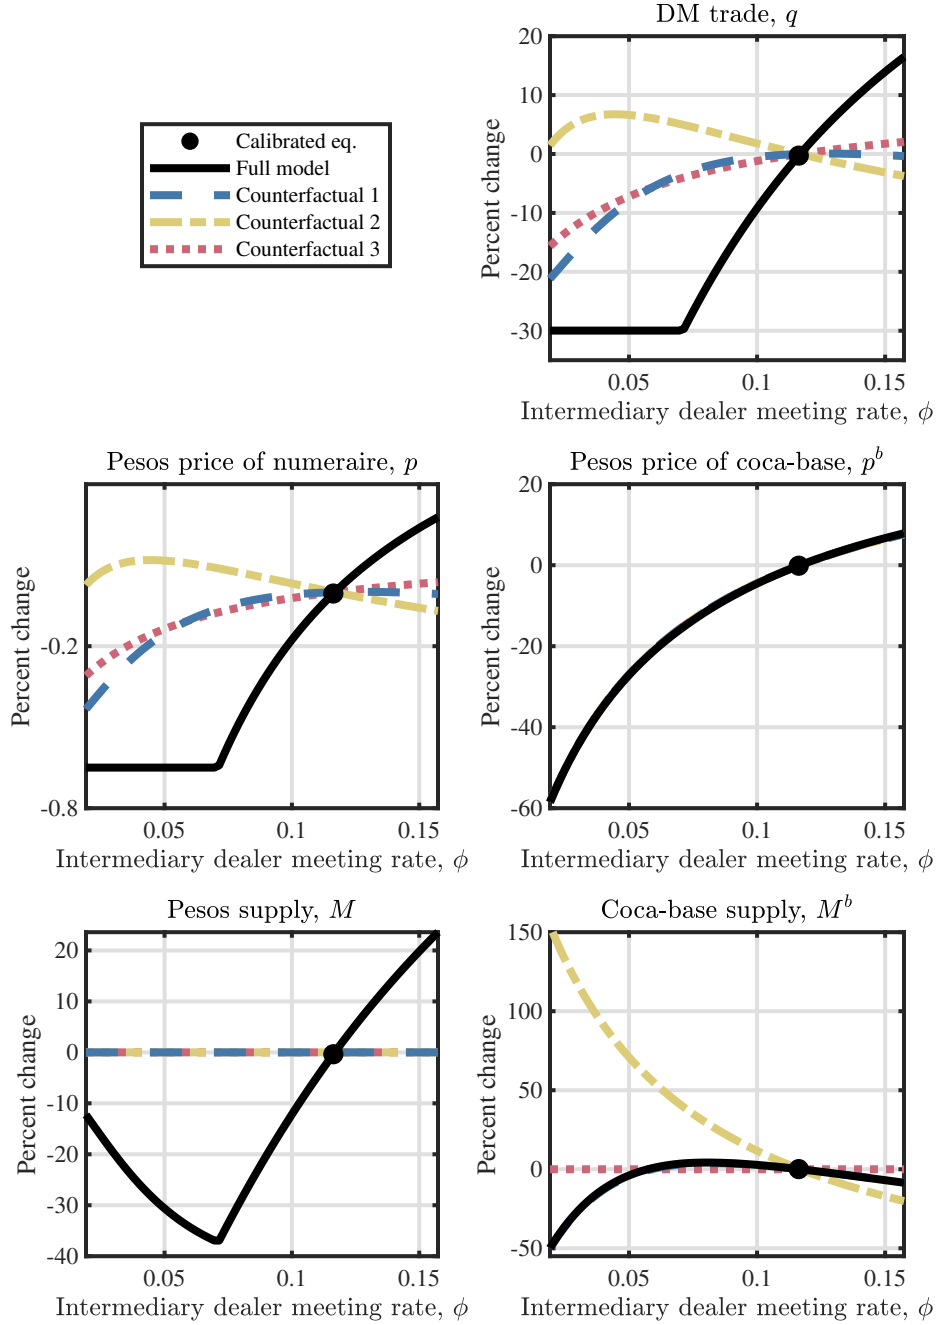 DM trade, q
Calibrated eq.
Full model
Counterfactual 1
Counterfactual 2
Counterfactual 3
Percent change
20
10
0
-10
-20
-30
0.05
0.1
0.15
Intermediary dealer meeting rate, ϕ
Pesos price of numeraire, p
Percent change
-0.2
-0.8
0.05
0.1
0.15
Intermediary dealer meeting rate, ϕ
Pesos price of coca-base, p^b
Percent change
20
0
-20
-40
-60
0.05
0.1
0.15
Intermediary dealer meeting rate, ϕ
Pesos supply, M
Percent change
20
10
0
-10
-20
-30
-40
0.05
0.1
0.15
Intermediary dealer meeting rate, ϕ
Coca-base supply, M^b
Percent change
150
100
50
0
-50
0.05
0.1
0.15
Intermediary dealer meeting rate, ϕ